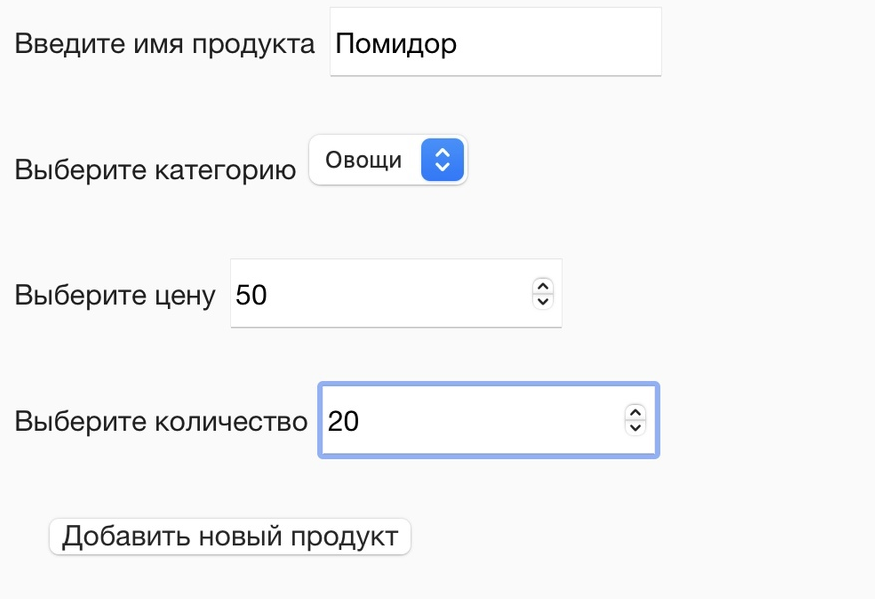 Введите имя продукта Помидор
Выберите категорию Овощи
Выберите цену 50
Выберите количество 20
Добавить новый продукт